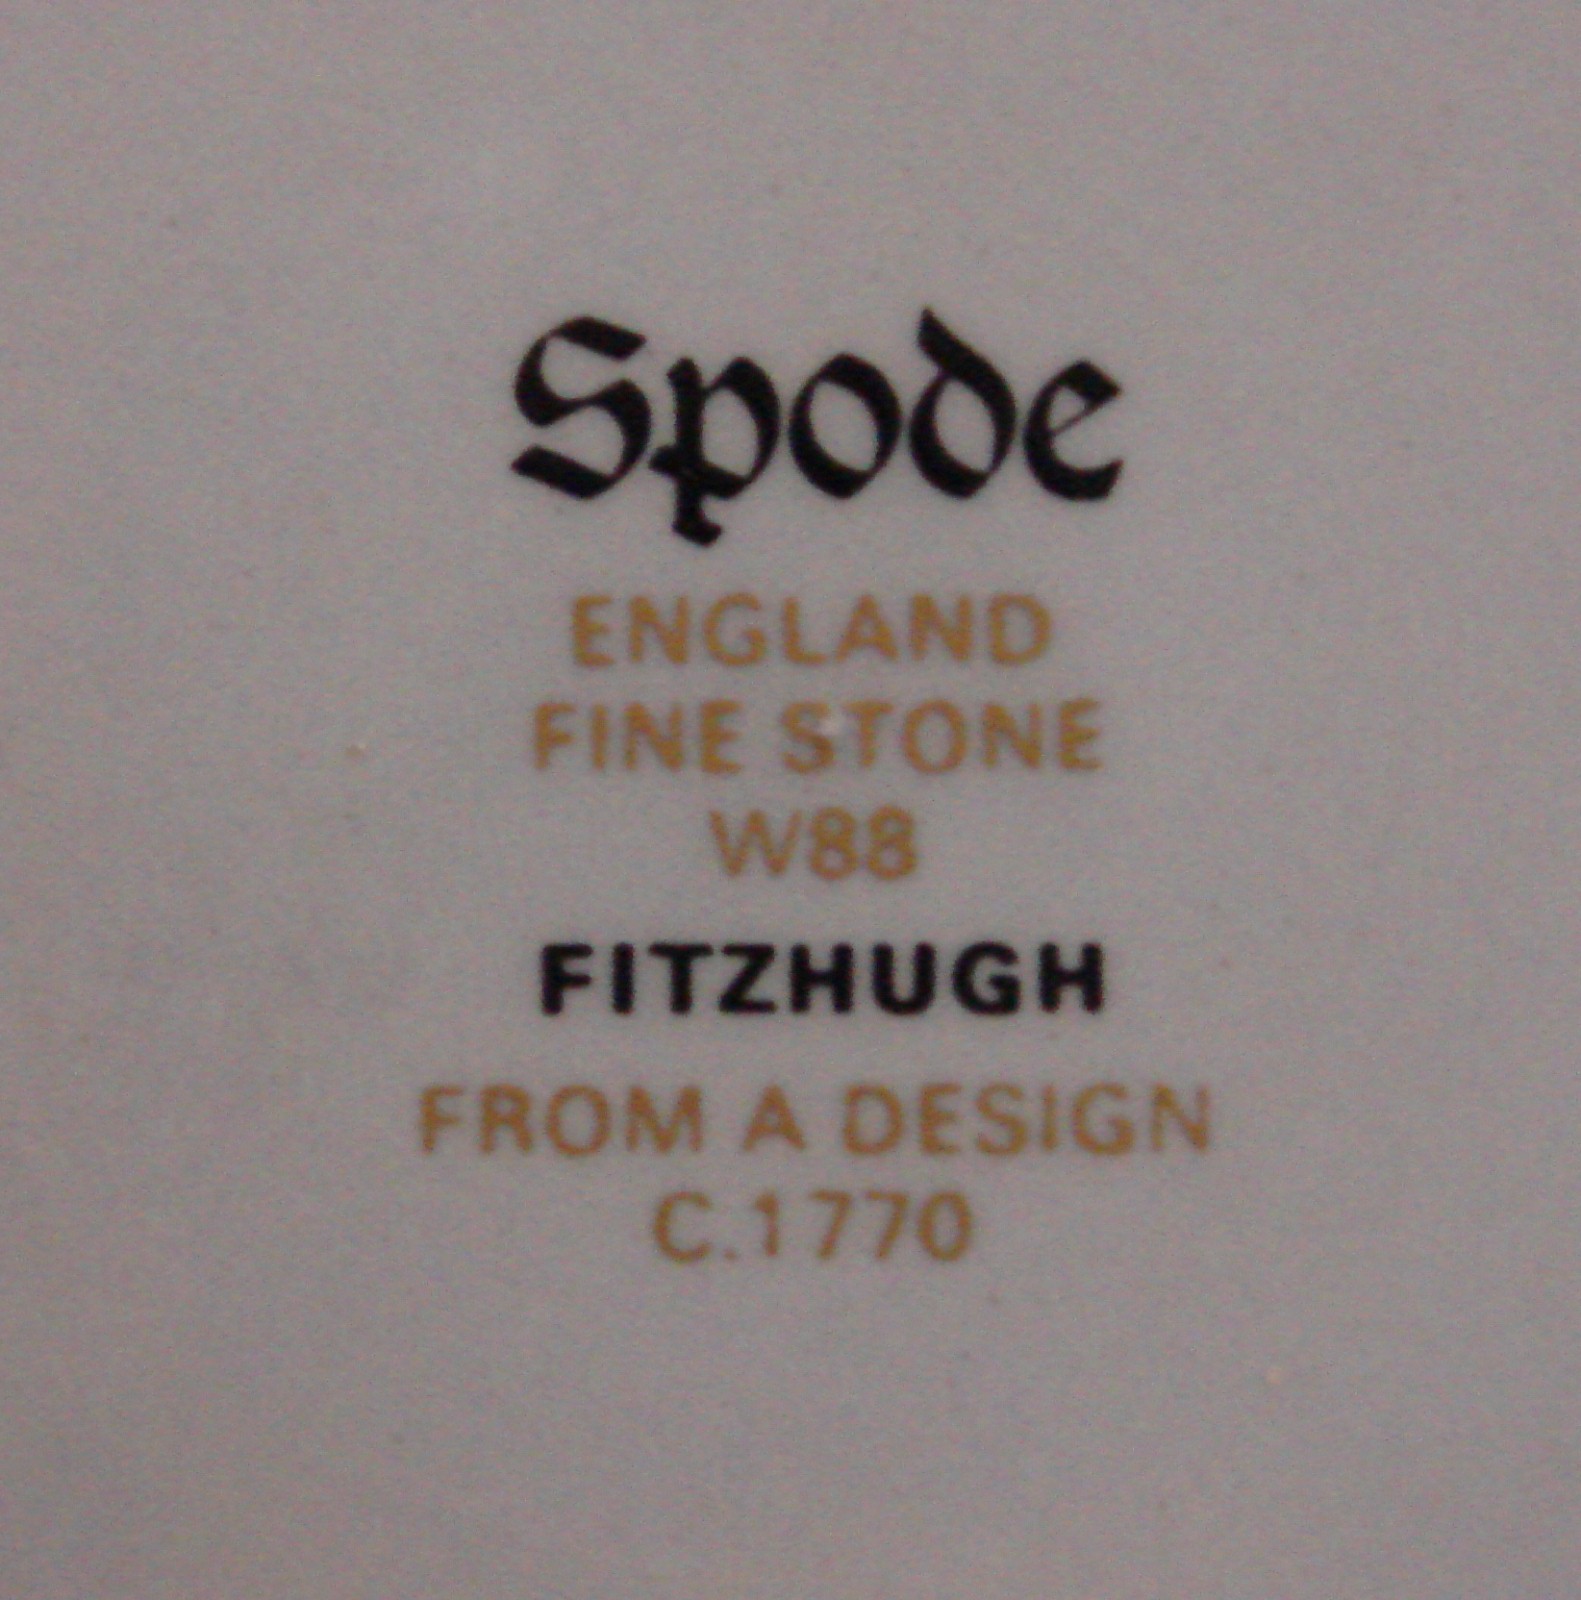 Spode
ENGLAND
FINE STONE
W88
FITZHUGH
FROM A DESIGN
C.1770